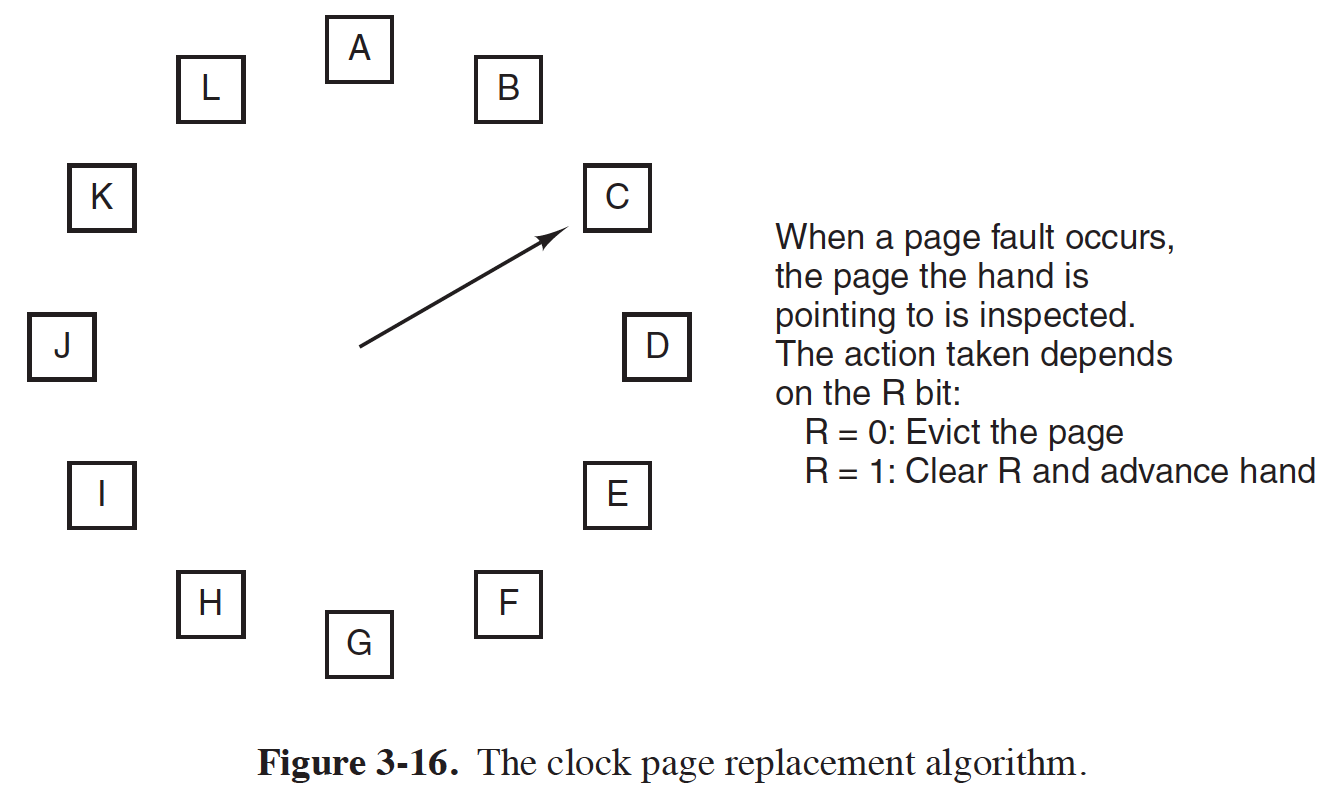 A
L
B
K
C
When a page fault occurs,
the page the hand is
pointing to is inspected.
J
D
The action taken depends
on the R bit:
R = 0: Evict the page
R = 1: Clear R and advance hand
I
E
H
F
G
Figure 3-16. The clock page replacement algorithm.